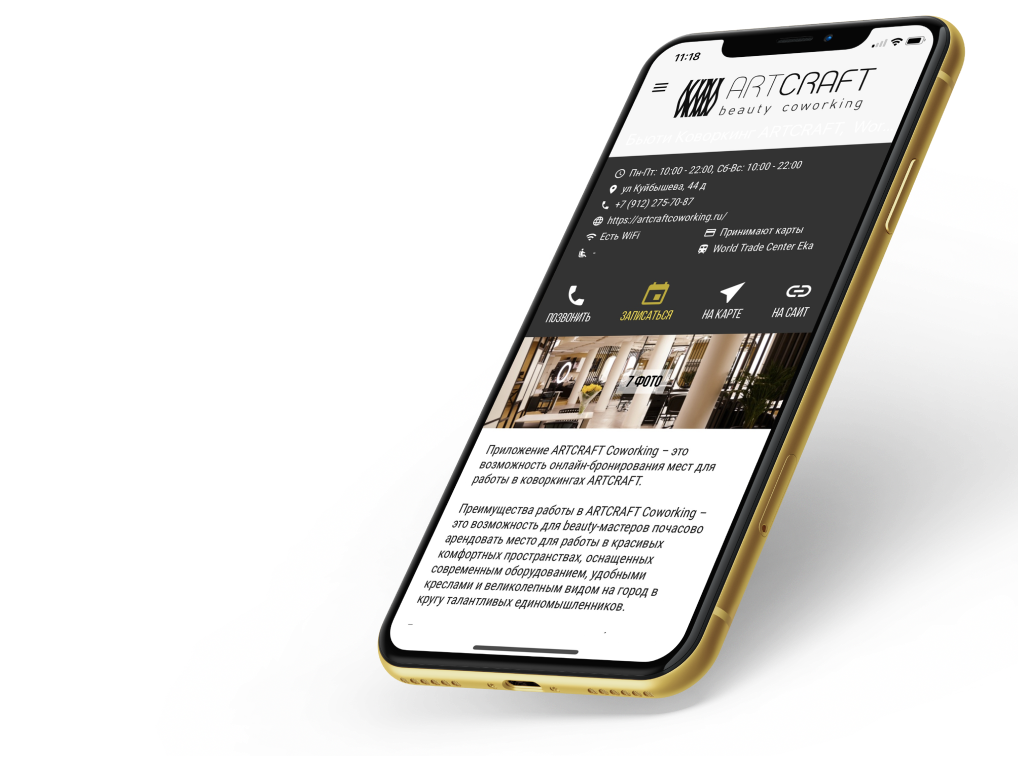 11:18
ARTCRAFT
beauty coworking
Бьюти Коворкинг ARTCRAFT, Wor...
Пн-Пт: 10:00 - 22:00, Сб-Вс: 10:00 - 22:00
ул Куйбышева, 44 д
+7 (912) 275-70-87
https://artcraftcoworking.ru/
Есть WiFi Принимают карты
- World Trade Center Eka
ПОЗВОНИТЬ ЗАПИСАТЬСЯ НА КАРТЕ НА САЙТ
7 ФОТО
Приложение ARTCRAFT Coworking – это
возможность онлайн-бронирования мест для
работы в коворкингах ARTCRAFT.
Преимущества работы в ARTCRAFT Coworking –
это возможность для beauty-мастеров почасово
арендовать место для работы в красивых
комфортных пространствах, оснащенных
современным оборудованием, удобными
креслами и великолепным видом на город в
кругу талантливых единомышленников.